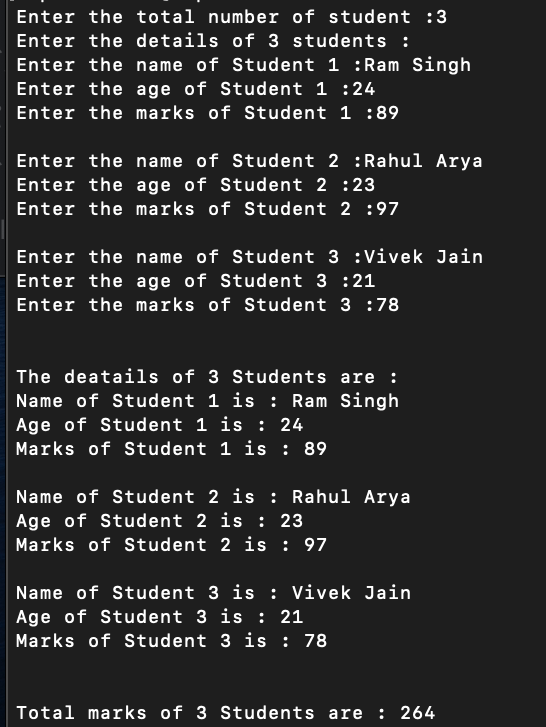 Enter the total number of student :3
Enter the details of 3 students :
Enter the name of Student 1 :Ram Singh
Enter the age of Student 1 :24
Enter the marks of Student 1 :89
Enter the name of Student 2 :Rahul Arya
Enter the age of Student 2 :23
Enter the marks of Student 2 :97
Enter the name of Student 3 :Vivek Jain
Enter the age of Student 3 :21
Enter the marks of Student 3 :78
The deatails of 3 Students are :
Name of Student 1 is : Ram Singh
Age of Student 1 is : 24
Marks of Student 1 is : 89
Name of Student 2 is : Rahul Arya
Age of Student 2 is : 23
Marks of Student 2 is : 97
Name of Student 3 is : Vivek Jain
Age of Student 3 is : 21
Marks of Student 3 is : 78
Total marks of 3 Students are : 264